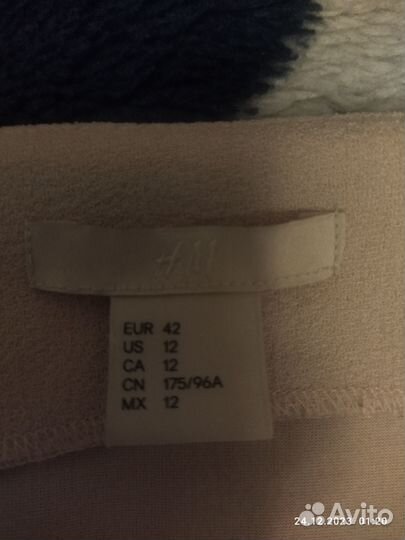 H&M
EUR 42
US 12
CA 12
CN 175/96A
MX 12
24.12.2023 01:20
Avito